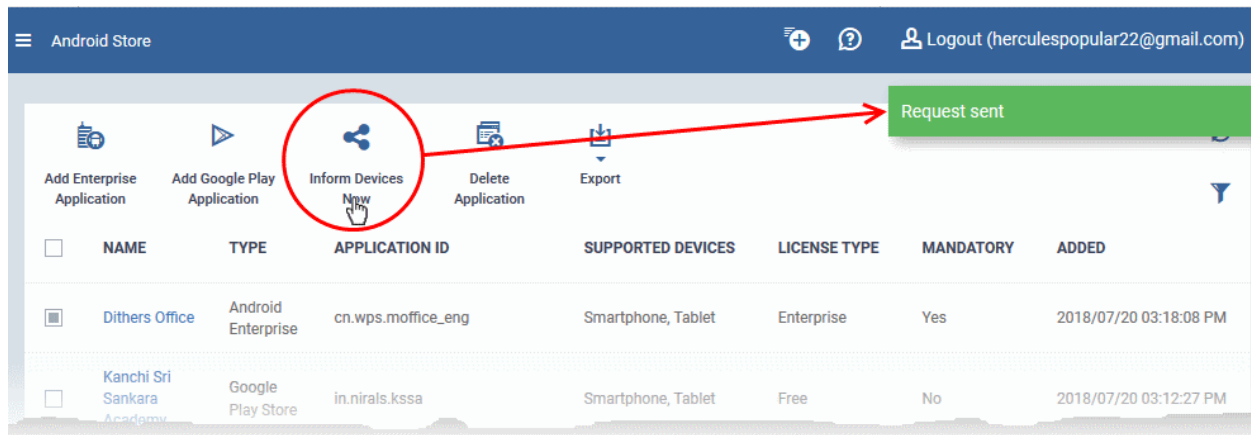 Android Store
Logout (herculespopular22@gmail.com)
Request sent
Add Enterprise
Application
Add Google Play
Application
Inform Devices
Now
Delete
Application
Export
NAME TYPE APPLICATION ID SUPPORTED DEVICES LICENSE TYPE MANDATORY ADDED
Dithers Office Android
Enterprise cn.wps.moffice_eng Smartphone, Tablet Enterprise Yes 2018/07/20 03:18:08 PM
Kanchi Sri
Sankara
Academy Google
Play Store in.nirals.kssa Smartphone, Tablet Free No 2018/07/20 03:12:27 PM